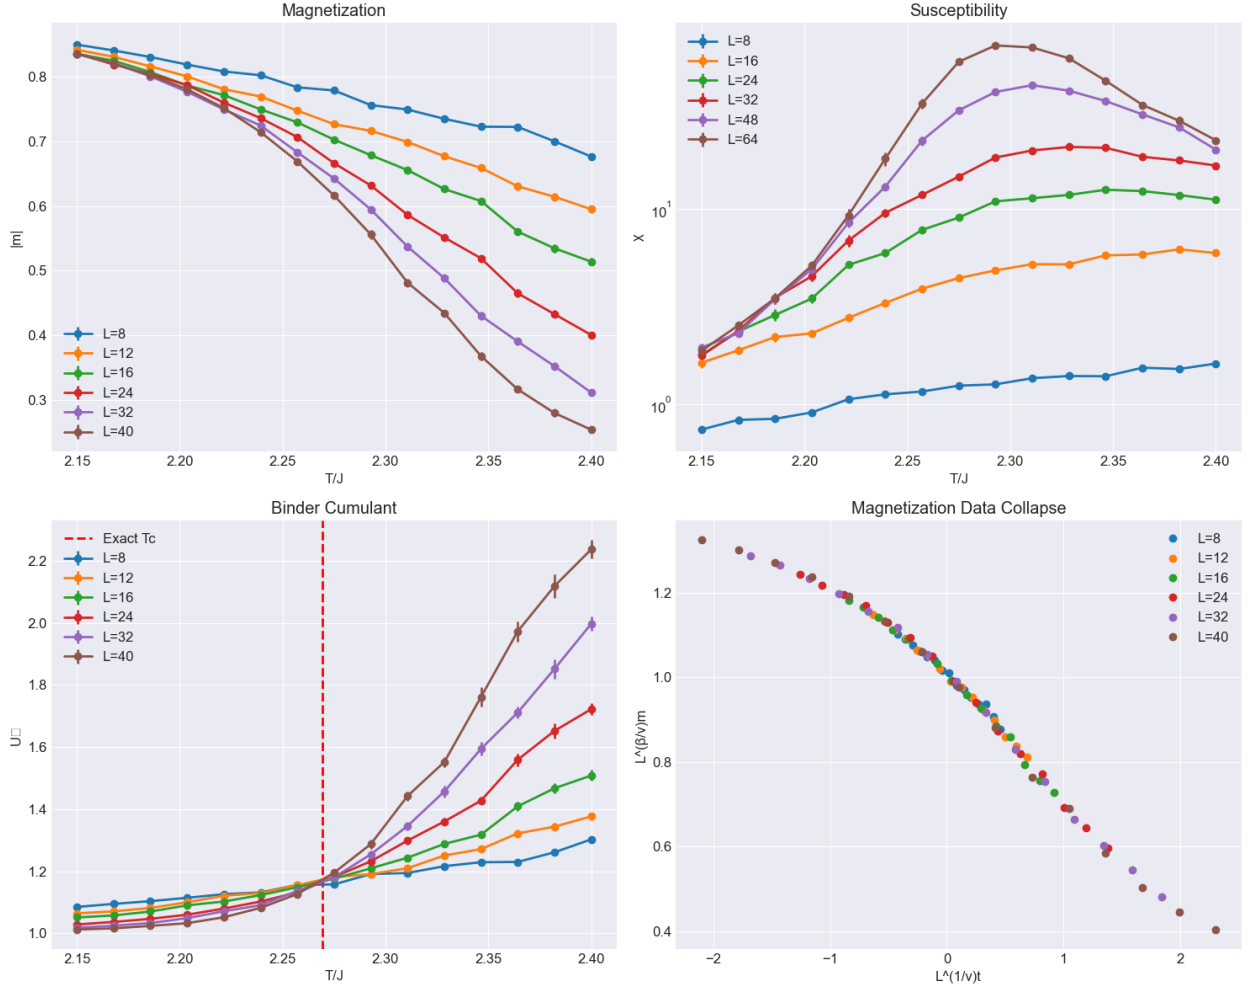 Magnetization
0.8
0.7
0.6
0.5
0.4
0.3
|m|
L=8
L=12
L=16
L=24
L=32
L=40
2.15 2.20 2.25 2.30 2.35 2.40
T/J
Susceptibility
L=8
L=16
L=24
L=32
L=48
L=64
10¹
10⁰
χ
2.15 2.20 2.25 2.30 2.35 2.40
T/J
Binder Cumulant
Exact Tc
L=8
L=12
L=16
L=24
L=32
L=40
2.2
2.0
1.8
1.6
1.4
1.2
1.0
U□
2.15 2.20 2.25 2.30 2.35 2.40
T/J
Magnetization Data Collapse
L=8
L=12
L=16
L=24
L=32
L=40
1.2
1.0
0.8
0.6
0.4
L^(β/ν)m
−2 −1 0 1 2
L^(1/ν)t